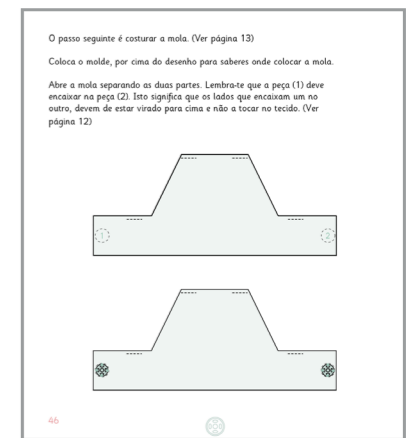 O passo seguinte é costurar a mola. (Ver página 13)
Coloca o molde, por cima do desenho para saberes onde colocar a mola.
Abre a mola separando as duas partes. Lembra-te que a peça (1) deve
encaixar na peça (2). Isto significa que os lados que encaixam um no
outro, devem de estar virado para cima e não a tocar no tecido. (Ver
página 12)
1 2
46